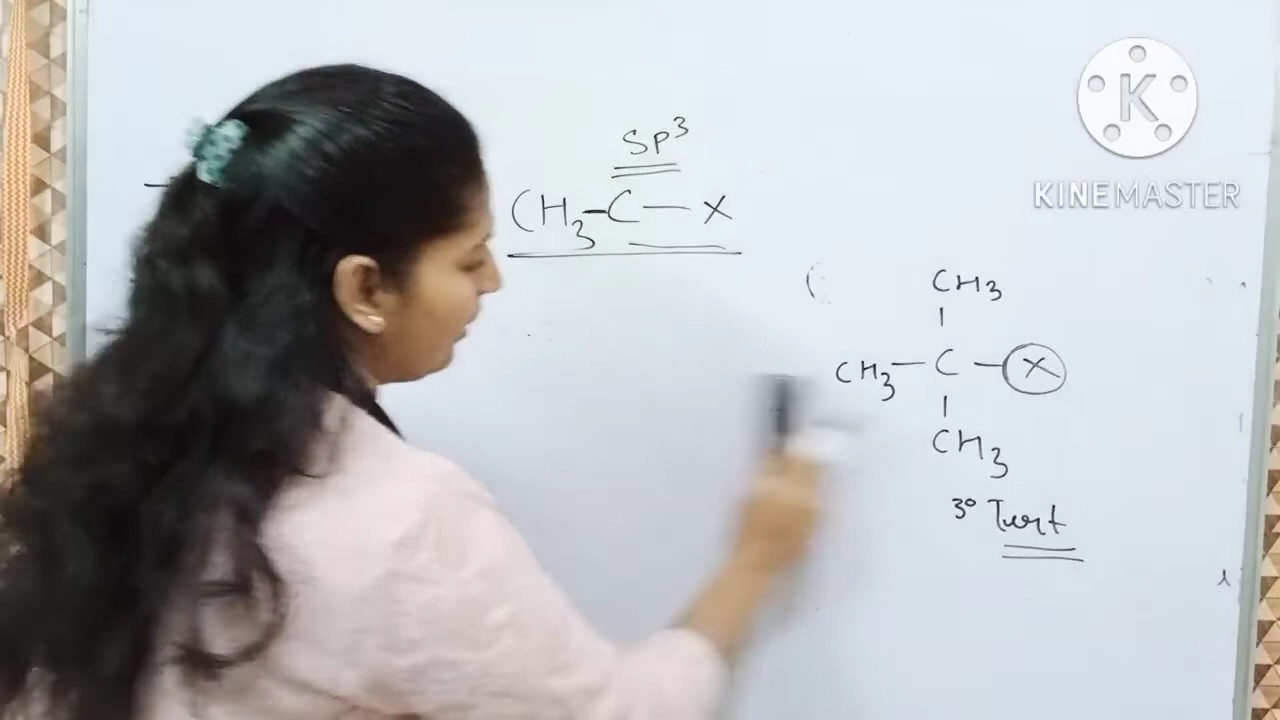 SP3
CH3-C-X
CH3
CH3-C-X
CH3
3° Tert
KINEMASTER